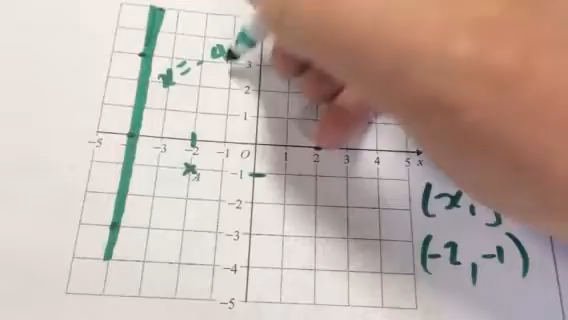 x = -
3
2
1
-5 -3 -2 -1 O 1 2 3 4 5 x
A
-1
-2
-3
-4
-5
(x,
(-2,-1)